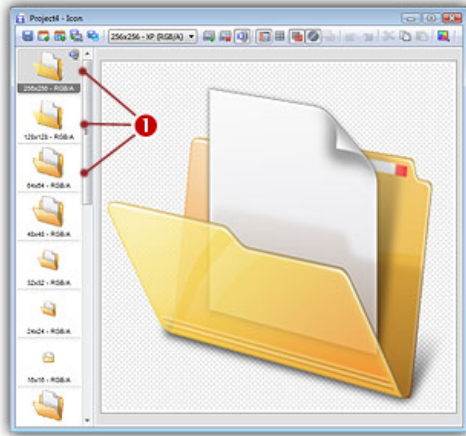 Project4 - Icon
256x256 - XP (RGB/A)
256x256 - RGB/A
128x128 - RGB/A
1
64x64 - RGB/A
48x48 - RGB/A
32x32 - RGB/A
24x24 - RGB/A
16x16 - RGB/A